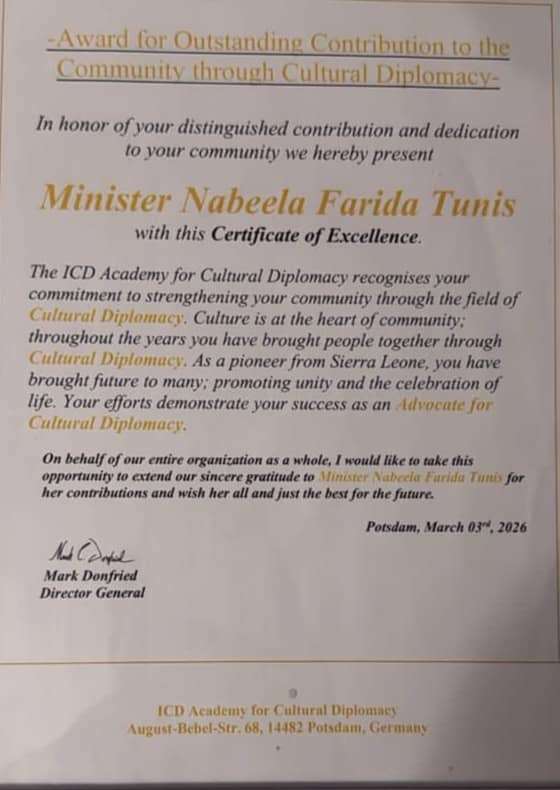 -Award for Outstanding Contribution to the
Community through Cultural Diplomacy-
In honor of your distinguished contribution and dedication
to your community we hereby present
Minister Nabeela Farida Tunis
with this Certificate of Excellence.
The ICD Academy for Cultural Diplomacy recognises your
commitment to strengthening your community through the field of
Cultural Diplomacy. Culture is at the heart of community;
throughout the years you have brought people together through
Cultural Diplomacy. As a pioneer from Sierra Leone, you have
brought future to many; promoting unity and the celebration of
life. Your efforts demonstrate your success as an Advocate for
Cultural Diplomacy.
On behalf of our entire organization as a whole, I would like to take this
opportunity to extend our sincere gratitude to Minister Nabeela Farida Tunis for
her contributions and wish her all and just the best for the future.
Potsdam, March 03rd, 2026
Mark Donfried
Director General
ICD Academy for Cultural Diplomacy
August-Bebel-Str. 68, 14482 Potsdam, Germany